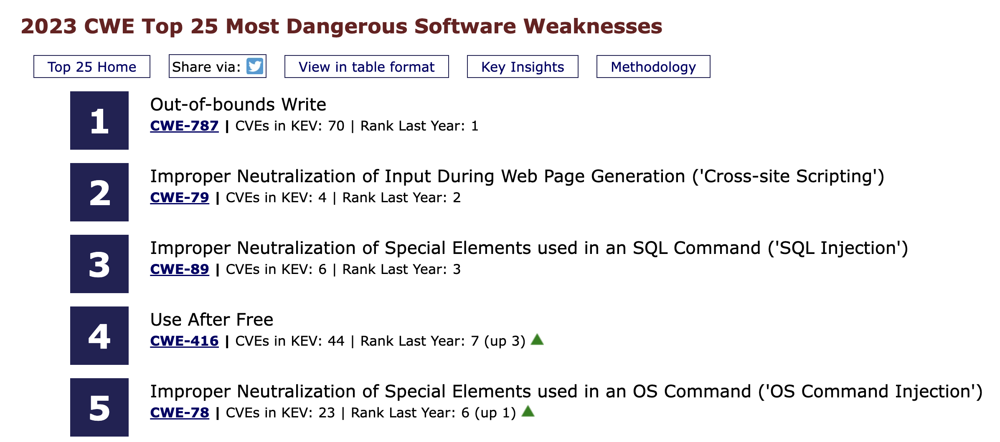 2023 CWE Top 25 Most Dangerous Software Weaknesses
Top 25 Home
Share via:
View in table format
Key Insights
Methodology
1
Out-of-bounds Write
CWE-787 | CVEs in KEV: 70 | Rank Last Year: 1
2
Improper Neutralization of Input During Web Page Generation ('Cross-site Scripting')
CWE-79 | CVEs in KEV: 4 | Rank Last Year: 2
3
Improper Neutralization of Special Elements used in an SQL Command ('SQL Injection')
CWE-89 | CVEs in KEV: 6 | Rank Last Year: 3
4
Use After Free
CWE-416 | CVEs in KEV: 44 | Rank Last Year: 7 (up 3)
5
Improper Neutralization of Special Elements used in an OS Command ('OS Command Injection')
CWE-78 | CVEs in KEV: 23 | Rank Last Year: 6 (up 1)